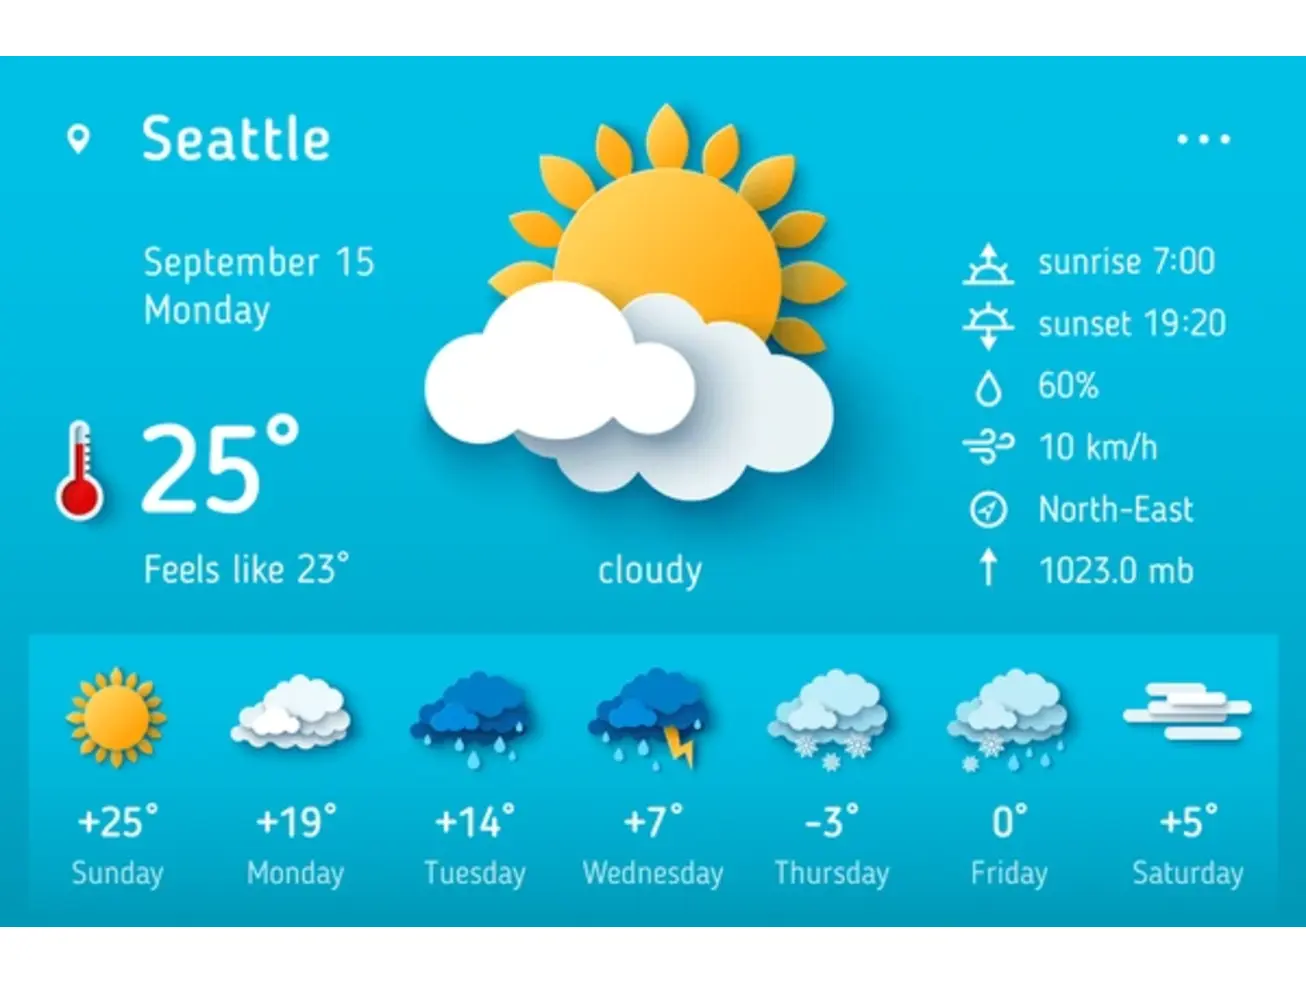 Seattle
September 15
Monday
25°
Feels like 23°
cloudy
sunrise 7:00
sunset 19:20
60%
10 km/h
North-East
1023.0 mb
+25° +19° +14° +7° -3° 0° +5°
Sunday Monday Tuesday Wednesday Thursday Friday Saturday